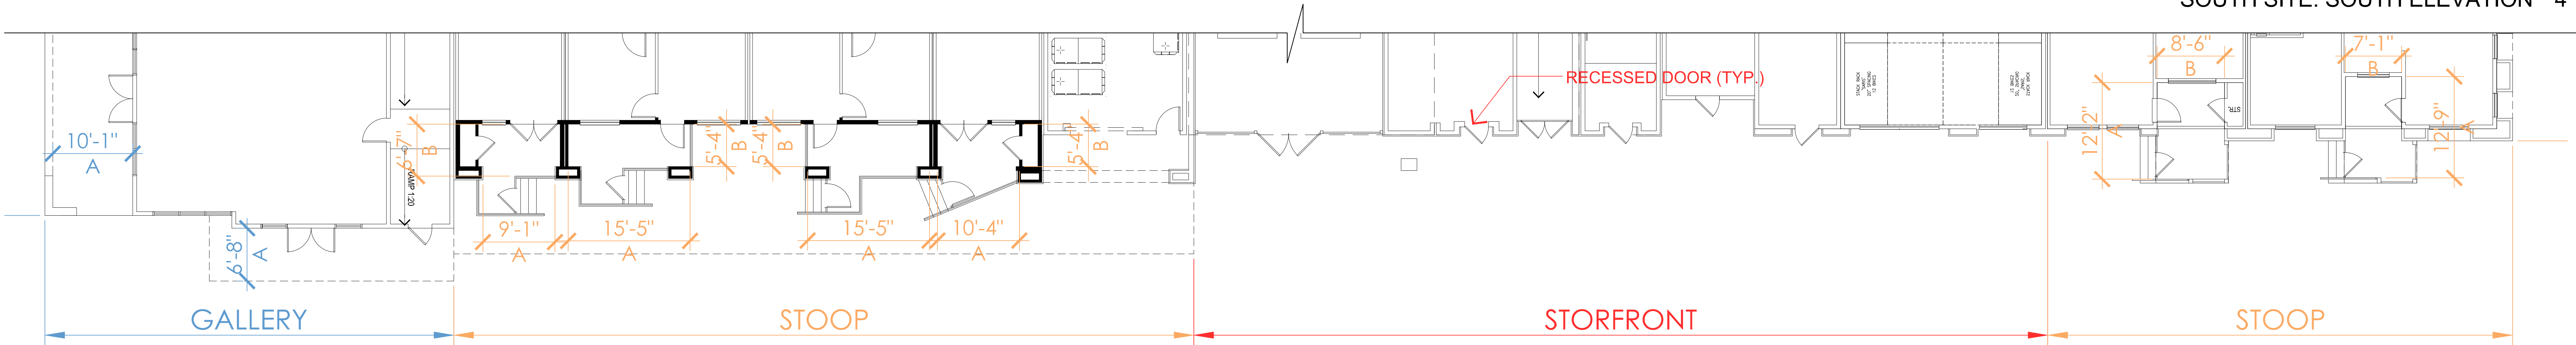 SOUTH SITE: SOUTH ELEVATION 4
RECESSED DOOR (TYP.)
8'-6"
B
7'-1"
B
10'-1"
A
6'-7"
B
5'-4"
B
5'-4"
B
5'-4"
B
12'-2"
A
12'-9"
A
STR.
RAMP 1:20
9'-1"
A
15'-5"
A
15'-5"
A
10'-4"
A
6'-8"
A
GALLERY
STOOP
STORFRONT
STOOP